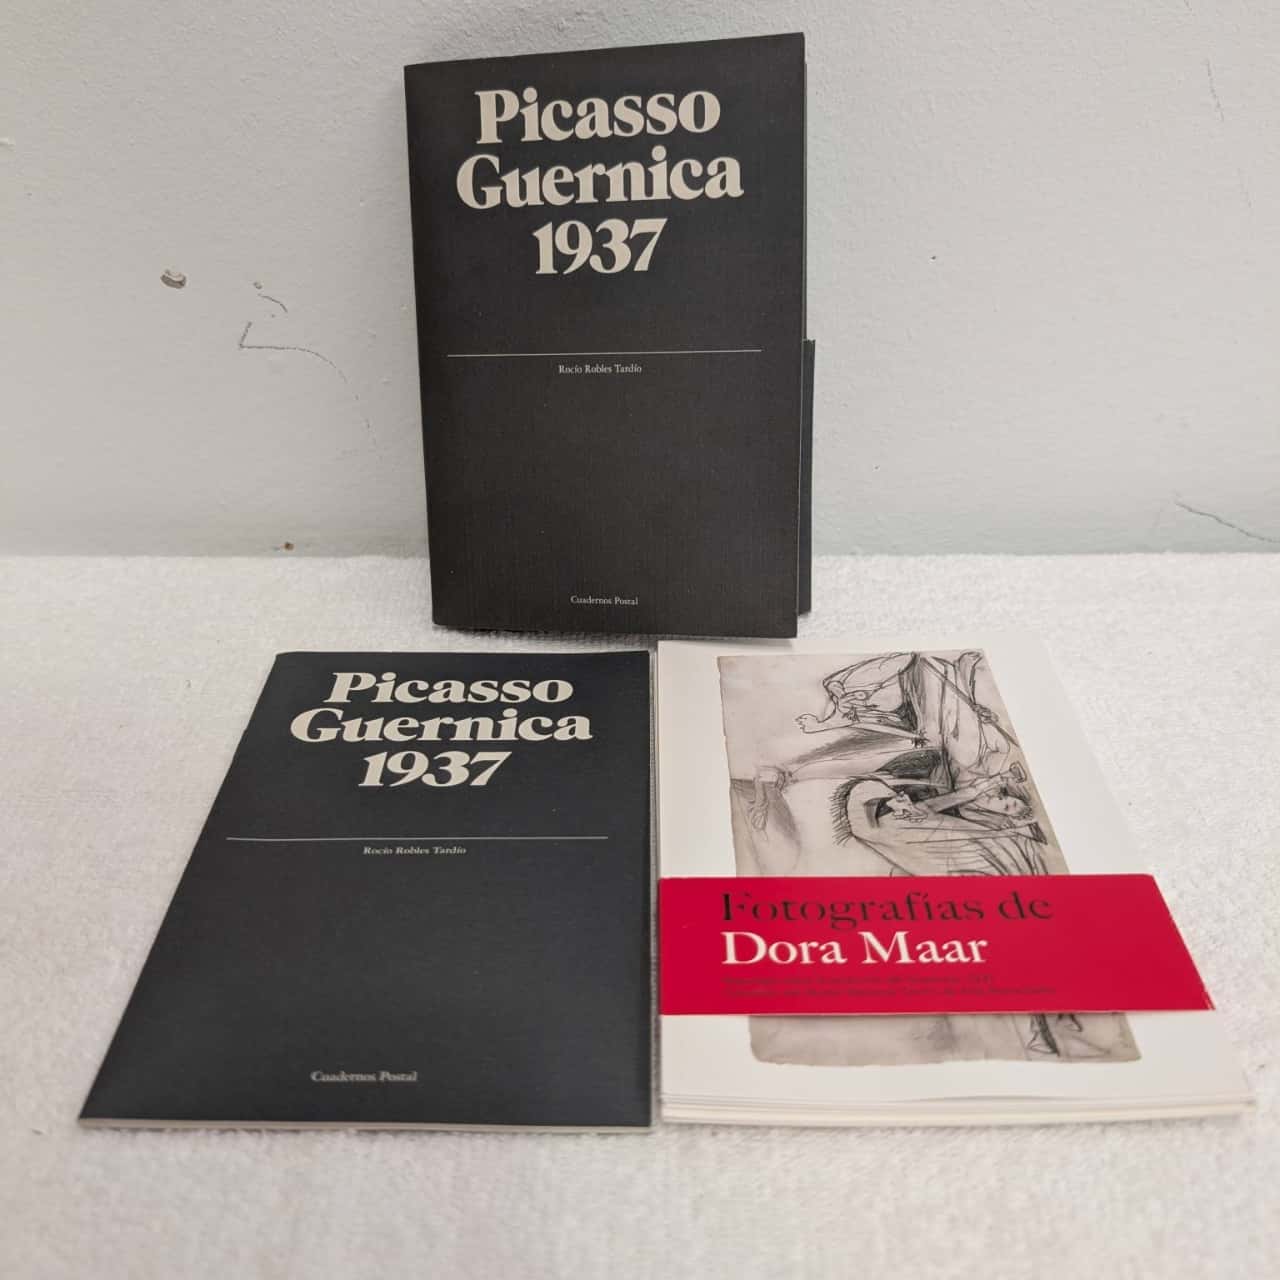 Picasso
Guernica
1937
Rocío Robles Tardío
Cuadernos Postal
Picasso
Guernica
1937
Rocío Robles Tardío
Cuadernos Postal
Fotografías de
Dora Maar